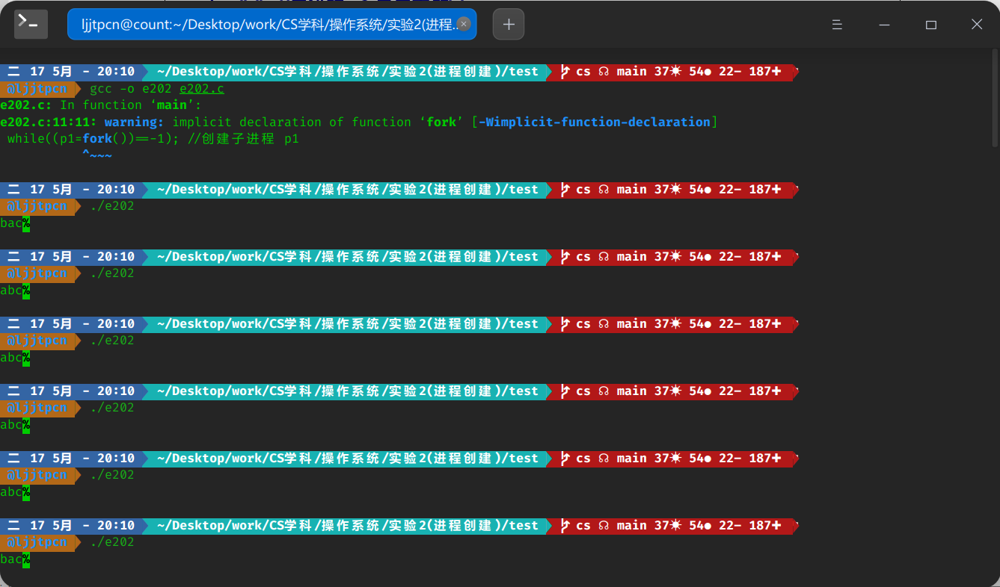 ljjtpcn@count:~/Desktop/work/CS学科/操作系统/实验2(进程..
二 17 5月 - 20:10 ~/Desktop/work/CS学科/操作系统/实验2(进程创建)/test cs ☊ main 37☀ 54● 22- 187✚
@ljjtpcn gcc -o e202 e202.c
e202.c: In function ‘main’:
e202.c:11:11: warning: implicit declaration of function ‘fork’ [-Wimplicit-function-declaration]
while((p1=fork())==-1); //创建子进程 p1
^~~~
二 17 5月 - 20:10 ~/Desktop/work/CS学科/操作系统/实验2(进程创建)/test cs ☊ main 37☀ 54● 22- 187✚
@ljjtpcn ./e202
bac%
二 17 5月 - 20:10 ~/Desktop/work/CS学科/操作系统/实验2(进程创建)/test cs ☊ main 37☀ 54● 22- 187✚
@ljjtpcn ./e202
abc%
二 17 5月 - 20:10 ~/Desktop/work/CS学科/操作系统/实验2(进程创建)/test cs ☊ main 37☀ 54● 22- 187✚
@ljjtpcn ./e202
abc%
二 17 5月 - 20:10 ~/Desktop/work/CS学科/操作系统/实验2(进程创建)/test cs ☊ main 37☀ 54● 22- 187✚
@ljjtpcn ./e202
abc%
二 17 5月 - 20:10 ~/Desktop/work/CS学科/操作系统/实验2(进程创建)/test cs ☊ main 37☀ 54● 22- 187✚
@ljjtpcn ./e202
abc%
二 17 5月 - 20:10 ~/Desktop/work/CS学科/操作系统/实验2(进程创建)/test cs ☊ main 37☀ 54● 22- 187✚
@ljjtpcn ./e202
bac%